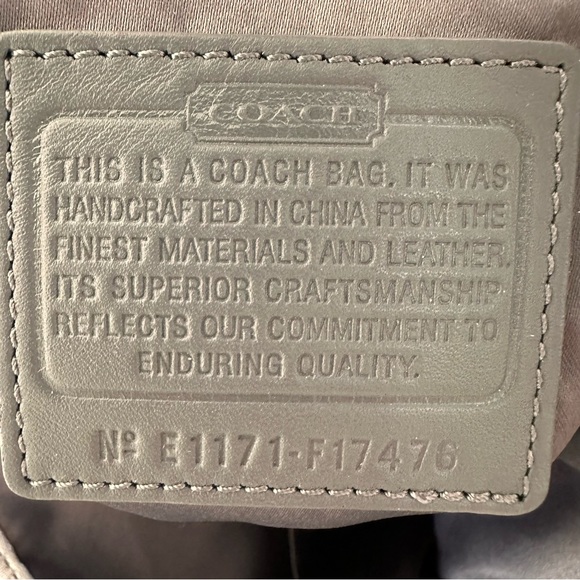 COACH
THIS IS A COACH BAG. IT WAS
HANDCRAFTED IN CHINA FROM THE
FINEST MATERIALS AND LEATHER.
ITS SUPERIOR CRAFTSMANSHIP
REFLECTS OUR COMMITMENT TO
ENDURING QUALITY.
Nº E1171-F17476